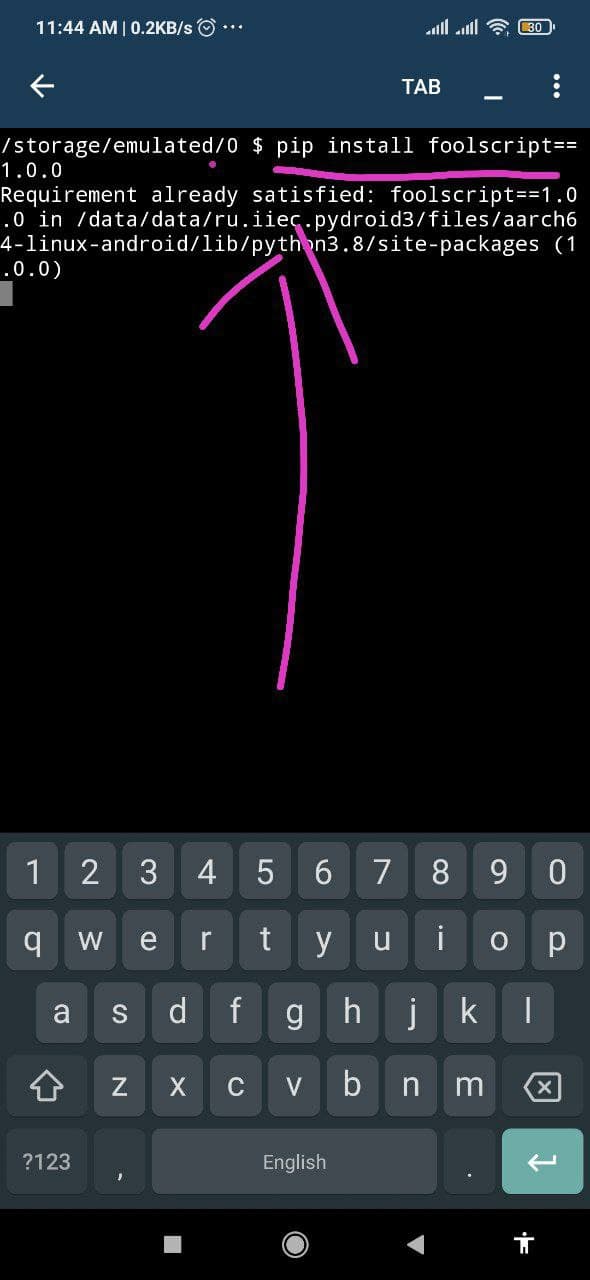 11:44 AM | 0.2KB/s ...
30
TAB _
/storage/emulated/0 $ pip install foolscript==
1.0.0
Requirement already satisfied: foolscript==1.0
.0 in /data/data/ru.iiec.pydroid3/files/aarch6
4-linux-android/lib/python3.8/site-packages (1
.0.0)
1 2 3 4 5 6 7 8 9 0
q w e r t y u i o p
a s d f g h j k l
z x c v b n m
?123 , English .